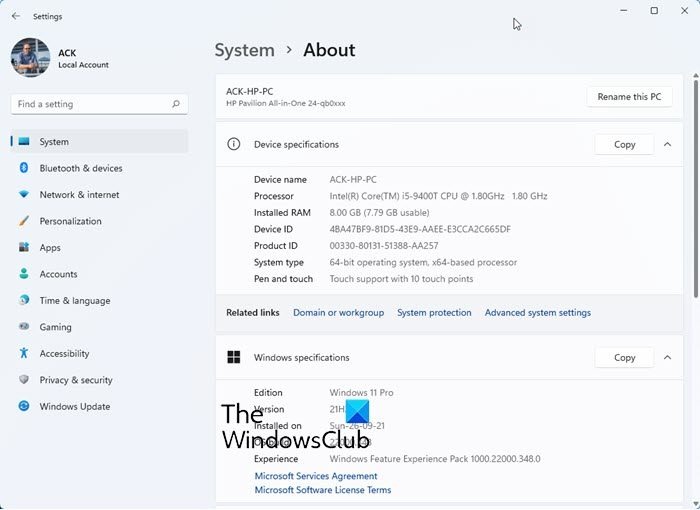 Settings
ACK
Local Account
Find a setting
System
Bluetooth & devices
Network & internet
Personalization
Apps
Accounts
Time & language
Gaming
Accessibility
Privacy & security
Windows Update
System > About
ACK-HP-PC
HP Pavilion All-in-One 24-qb0xxx
Rename this PC
Device specifications
Copy
Device name ACK-HP-PC
Processor Intel(R) Core(TM) i5-9400T CPU @ 1.80GHz 1.80 GHz
Installed RAM 8.00 GB (7.79 GB usable)
Device ID 4BA47BF9-81D5-43E9-AAEE-E3CCA2C665DF
Product ID 00330-80131-51388-AA257
System type 64-bit operating system, x64-based processor
Pen and touch Touch support with 10 touch points
Related links Domain or workgroup System protection Advanced system settings
Windows specifications
Copy
Edition Windows 11 Pro
Version
Installed on Sun-26-09-21
The
WindowsClub
Experience Windows Feature Experience Pack 1000.22000.348.0
Microsoft Services Agreement
Microsoft Software License Terms